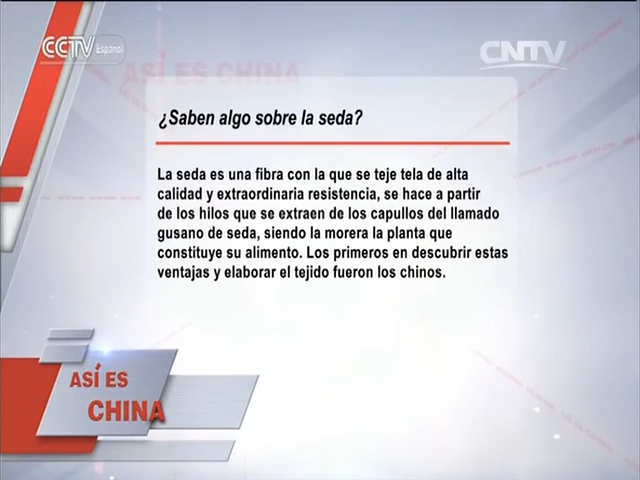 CCTV Español
CNTV
ASÍ ES CHINA
¿Saben algo sobre la seda?
La seda es una fibra con la que se teje tela de alta
calidad y extraordinaria resistencia, se hace a partir
de los hilos que se extraen de los capullos del llamado
gusano de seda, siendo la morera la planta que
constituye su alimento. Los primeros en descubrir estas
ventajas y elaborar el tejido fueron los chinos.
ASÍ ES
CHINA